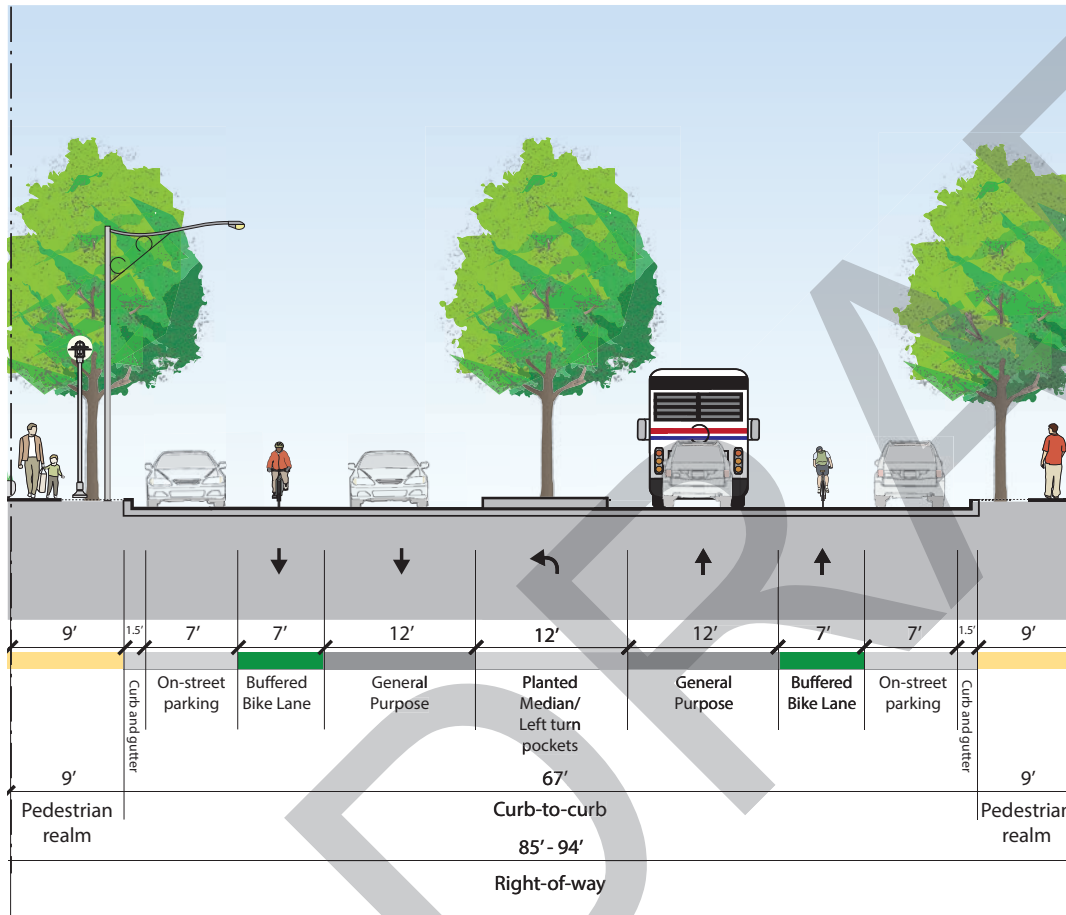 9’ 1.5’ 7’ 7’ 12’ 12’ 12’ 7’ 7’ 1.5’ 9’
Curb and gutter
On-street
parking
Buffered
Bike Lane
General
Purpose
Planted
Median/
Left turn
pockets
General
Purpose
Buffered
Bike Lane
On-street
parking
Curb and gutter
9’ 67’ 9’
Pedestrian
realm
Curb-to-curb
Pedestrian
realm
85’ - 94’
Right-of-way
DRA